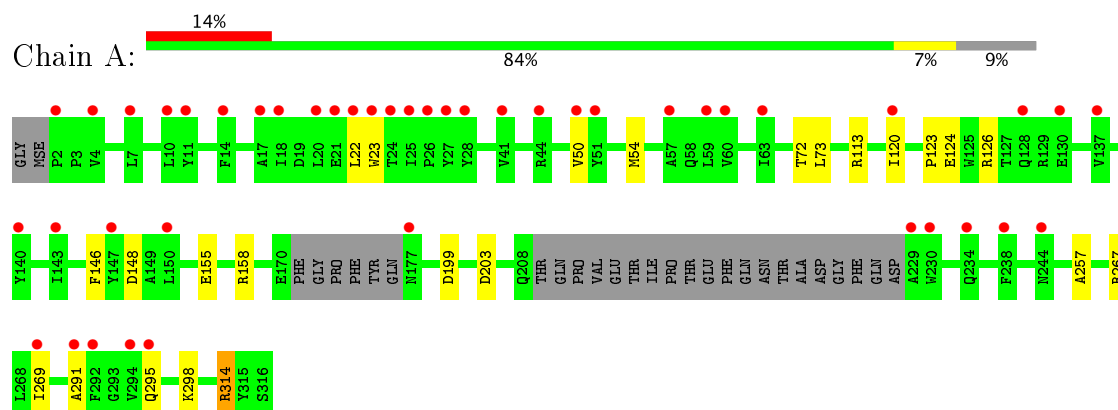 14%
Chain A: 84% 7% 9%
GLY MSE P2 P3 V4 L7 L10 Y11 F14 A17 I18 D19 L20 E21 L22 W23 T24 I25 P26 Y27 Y28 V41 R44 V50 Y51 M54 A57 Q58 L59 V60 I63 T72 L73 R113 I120 P123 E124 W125 R126 T127 Q128 R129 E130 V137
Y140 I143 F146 Y147 D148 A149 L150 E155 R158 E170 PHE GLY PRO PHE TYR GLN N177 D199 D203 Q208 THR GLN PRO VAL GLU THR ILE PRO THR GLU PHE GLN ASN THR ALA ASP GLY PHE GLN ASP A229 W230 Q234 F238 N244 A257
L268 I269 A291 F292 G293 V294 Q295 K298 R314 Y315 S316